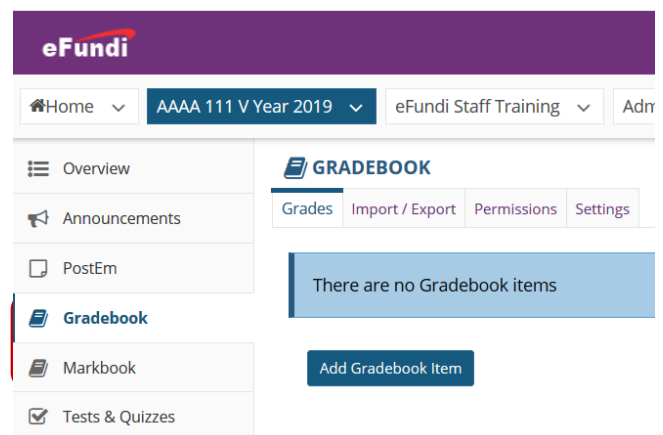 eFundi
Home AAAA 111 V Year 2019 eFundi Staff Training Adm
Overview
Announcements
PostEm
Gradebook
Markbook
Tests & Quizzes
GRADEBOOK
Grades Import / Export Permissions Settings
There are no Gradebook items
Add Gradebook Item